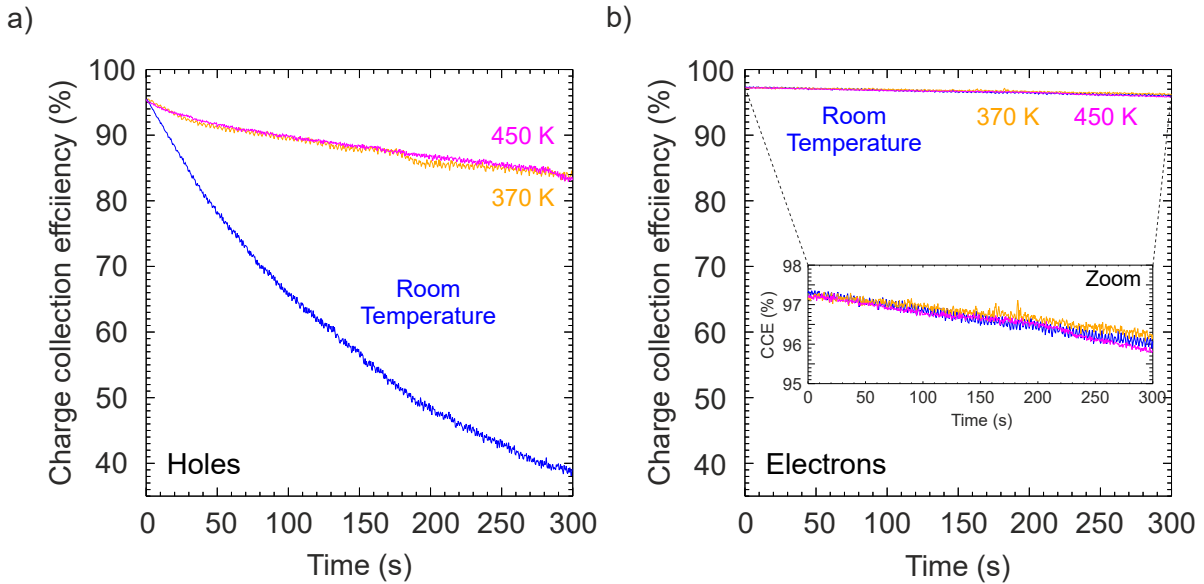 a)
Charge collection effciiency (%)
100
90
80
70
60
50
40
450 K
370 K
Room
Temperature
Holes
0 50 100 150 200 250 300
Time (s)
b)
Charge collection efficiency (%)
100
90
80
70
60
50
40
370 K 450 K
Room
Temperature
Zoom
CCE (%)
98
97
96
95
0 50 100 150 200 250 300
Time (s)
Electrons
0 50 100 150 200 250 300
Time (s)